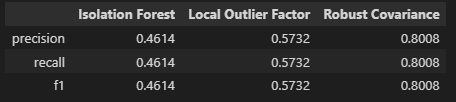 Isolation Forest Local Outlier Factor Robust Covariance
precision 0.4614 0.5732 0.8008
recall 0.4614 0.5732 0.8008
f1 0.4614 0.5732 0.8008